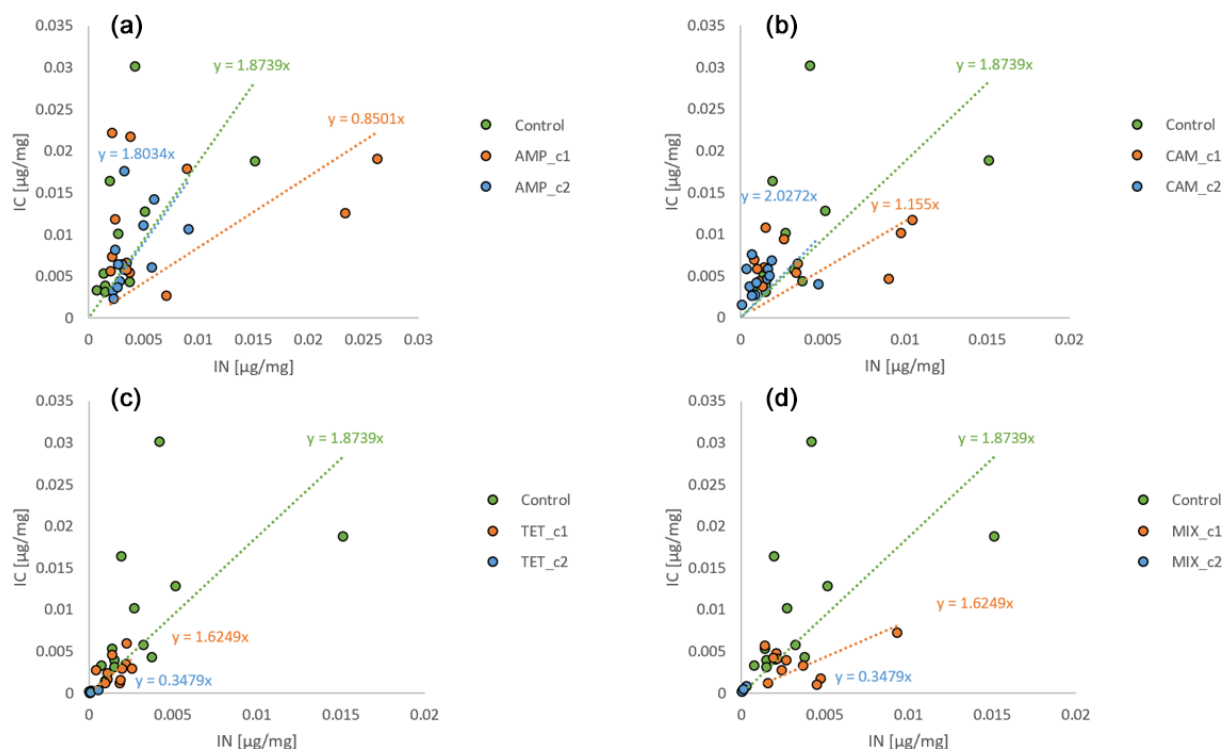 (a)
0.035
0.03
0.025
0.02
0.015
0.01
0.005
0
IC [µg/mg]
y = 1.8739x
y = 0.8501x
y = 1.8034x
0 0.005 0.01 0.015 0.02 0.025 0.03
IN [µg/mg]
Control
AMP_c1
AMP_c2
(b)
0.035
0.03
0.025
0.02
0.015
0.01
0.005
0
IC [µg/mg]
y = 1.8739x
y = 2.0272x
y = 1.155x
0 0.005 0.01 0.015 0.02
IN [µg/mg]
Control
CAM_c1
CAM_c2
(c)
0.035
0.03
0.025
0.02
0.015
0.01
0.005
0
IC [µg/mg]
y = 1.8739x
y = 1.6249x
y = 0.3479x
0 0.005 0.01 0.015 0.02
IN [µg/mg]
Control
TET_c1
TET_c2
(d)
0.035
0.03
0.025
0.02
0.015
0.01
0.005
0
IC [µg/mg]
y = 1.8739x
y = 1.6249x
y = 0.3479x
0 0.005 0.01 0.015 0.02
IN [µg/mg]
Control
MIX_c1
MIX_c2